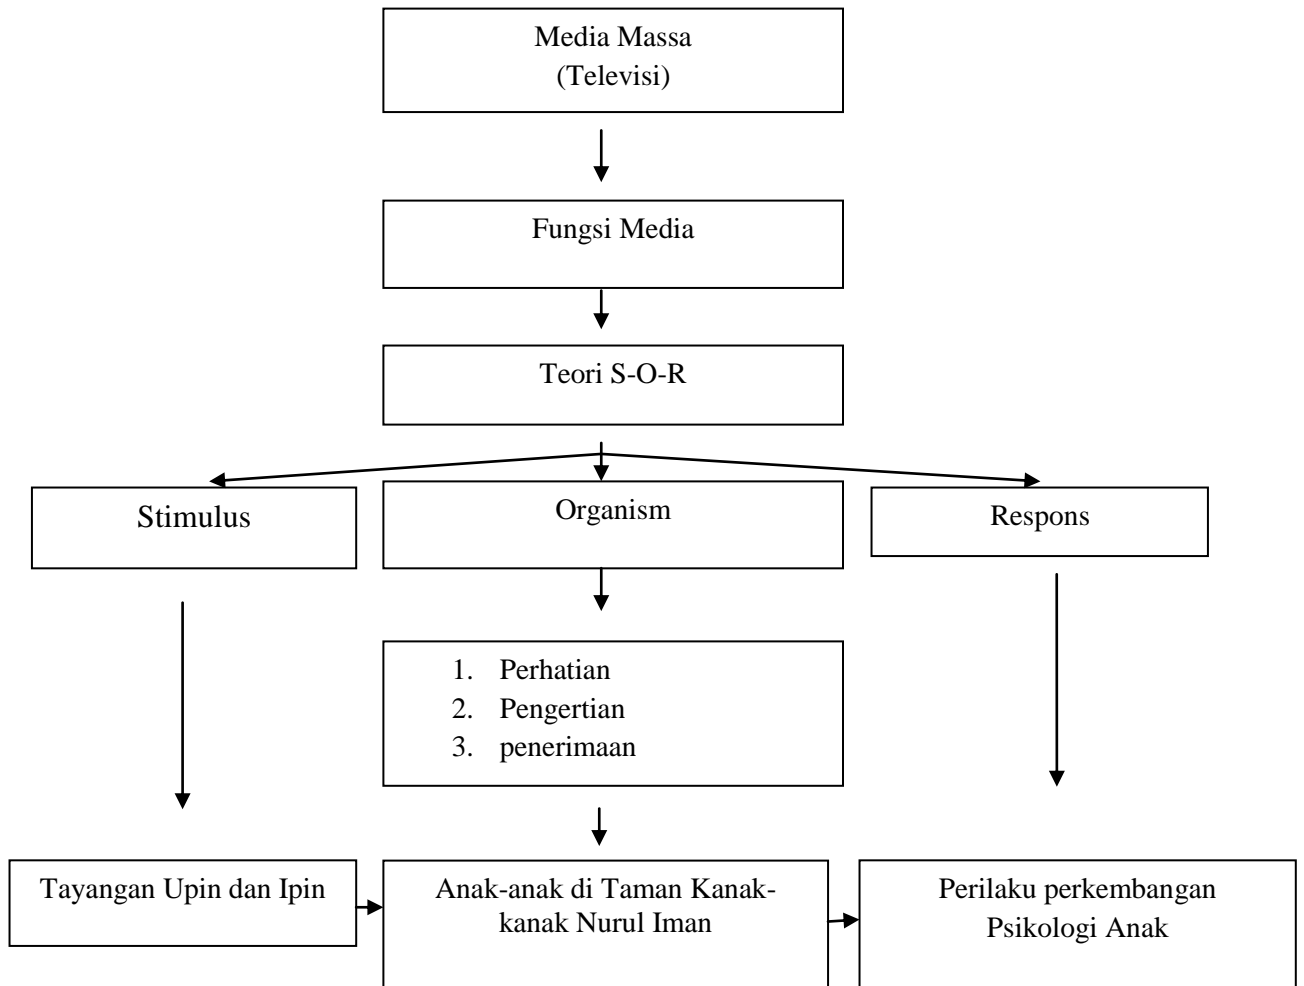 Media Massa
(Televisi)
Fungsi Media
Teori S-O-R
Stimulus
Organism
Respons
1. Perhatian
2. Pengertian
3. penerimaan
Tayangan Upin dan Ipin
Anak-anak di Taman Kanak-
kanak Nurul Iman
Perilaku perkembangan
Psikologi Anak